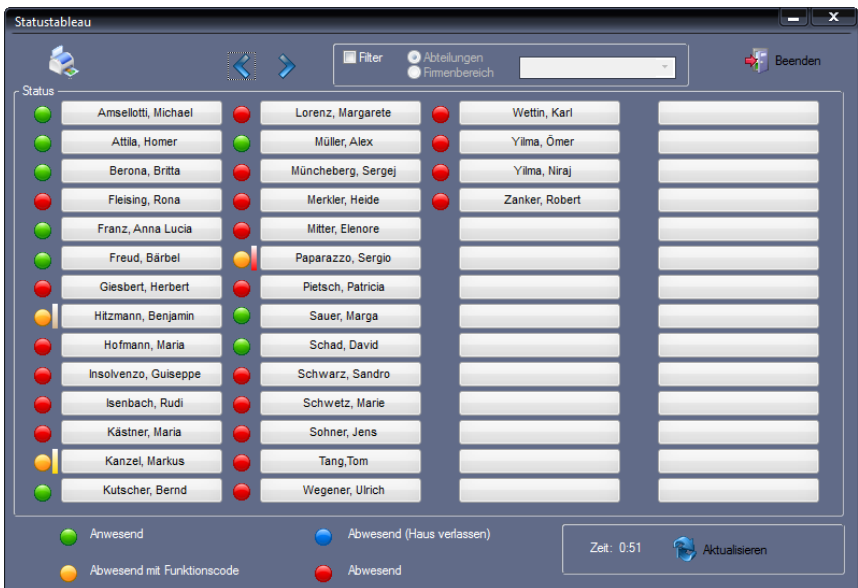 Statustableau
Filter
Abteilungen
Firmenbereich
Beenden
Status
Amsellotti, Michael
Attila, Homer
Berona, Britta
Fleising, Rona
Franz, Anna Lucia
Freud, Bärbel
Giesbert, Herbert
Hitzmann, Benjamin
Hofmann, Maria
Insolvenzo, Guiseppe
Isenbach, Rudi
Kästner, Maria
Kanzel, Markus
Kutscher, Bernd
Lorenz, Margarete
Müller, Alex
Müncheberg, Sergej
Merkler, Heide
Mitter, Elenore
Paparazzo, Sergio
Pietsch, Patricia
Sauer, Marga
Schad, David
Schwarz, Sandro
Schwetz, Marie
Sohner, Jens
Tang,Tom
Wegener, Ulrich
Wettin, Karl
Yilma, Ömer
Yilma, Niraj
Zanker, Robert
Anwesend
Abwesend mit Funktionscode
Abwesend (Haus verlassen)
Abwesend
Zeit: 0:51
Aktualisieren